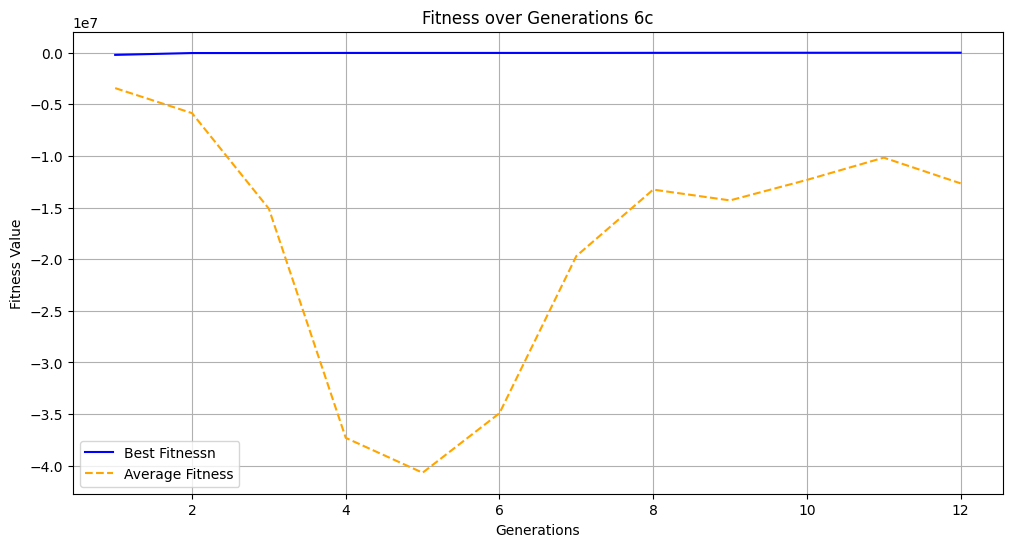 Fitness over Generations 6c
1e7
0.0
−0.5
−1.0
−1.5
−2.0
−2.5
−3.0
−3.5
−4.0
Fitness Value
Best Fitnessn
Average Fitness
2 4 6 8 10 12
Generations